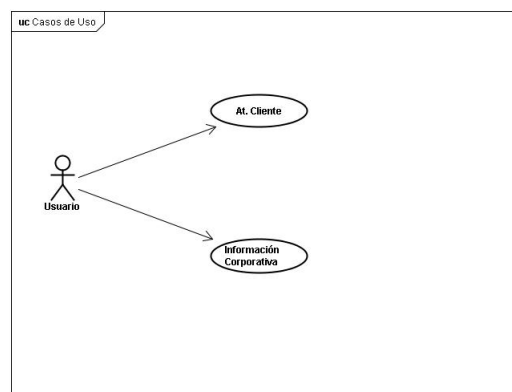 uc Casos de Uso
At. Cliente
Usuario
Información
Corporativa